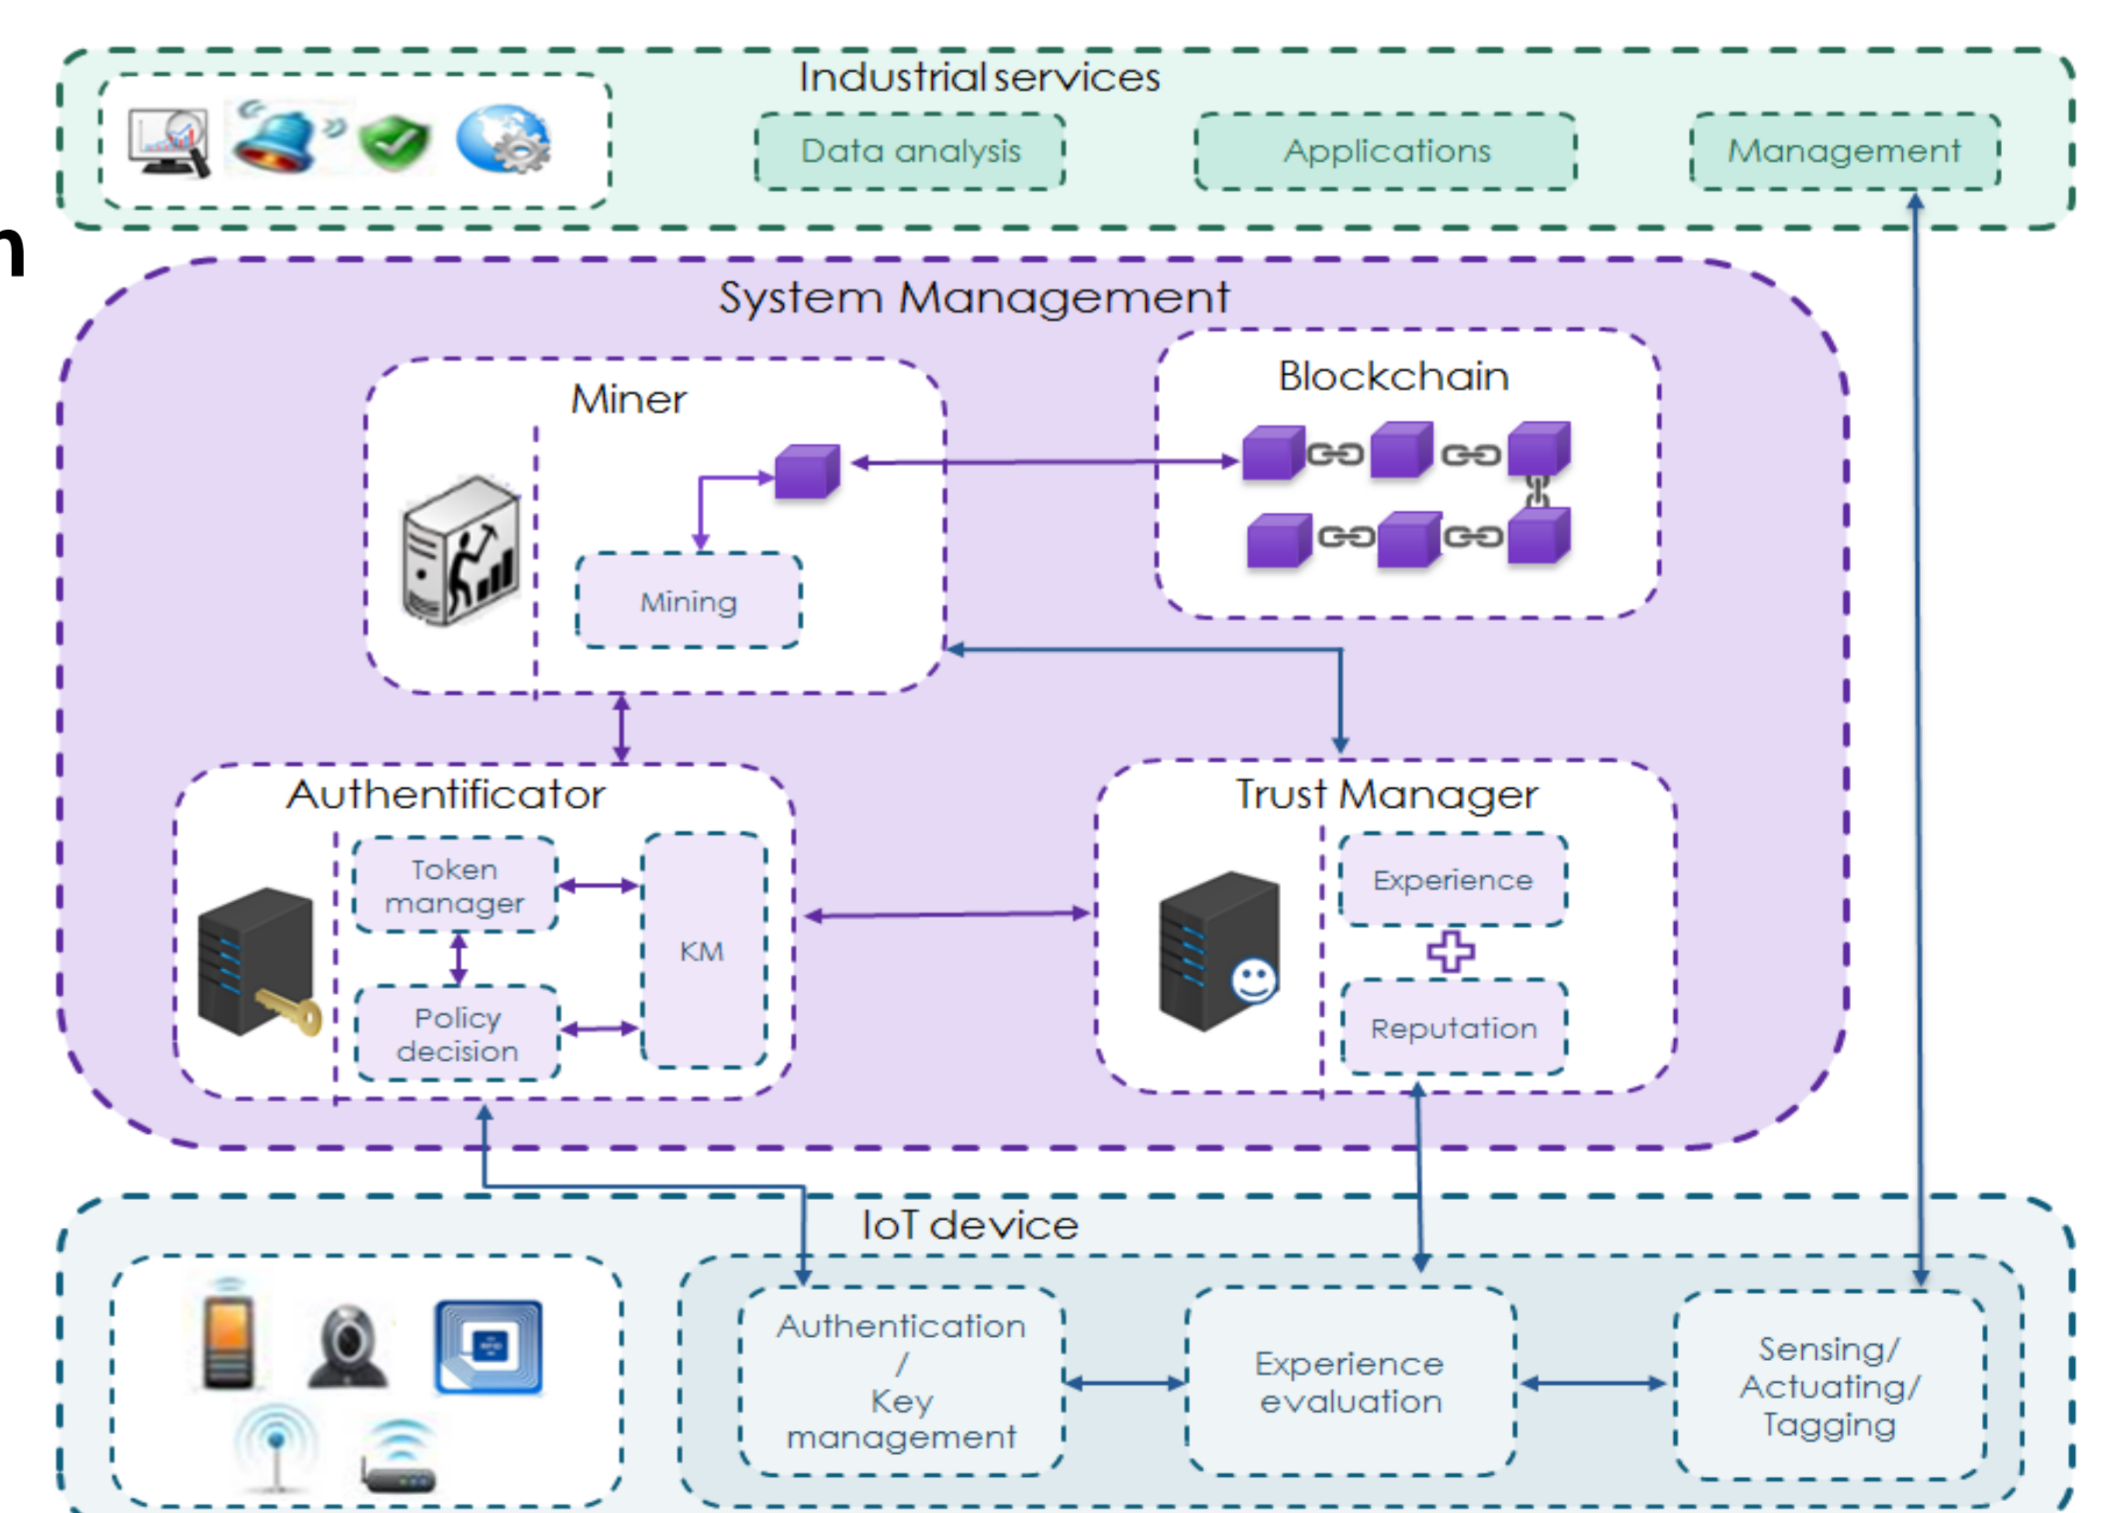 Industrial services
Data analysis
Applications
Management
n
System Management
Miner
Blockchain
Mining
Authentificator
Token
manager
Policy
decision
KM
Trust Manager
Experience
Reputation
IoT device
Authentication
/
Key
management
Experience
evaluation
Sensing/
Actuating/
Tagging